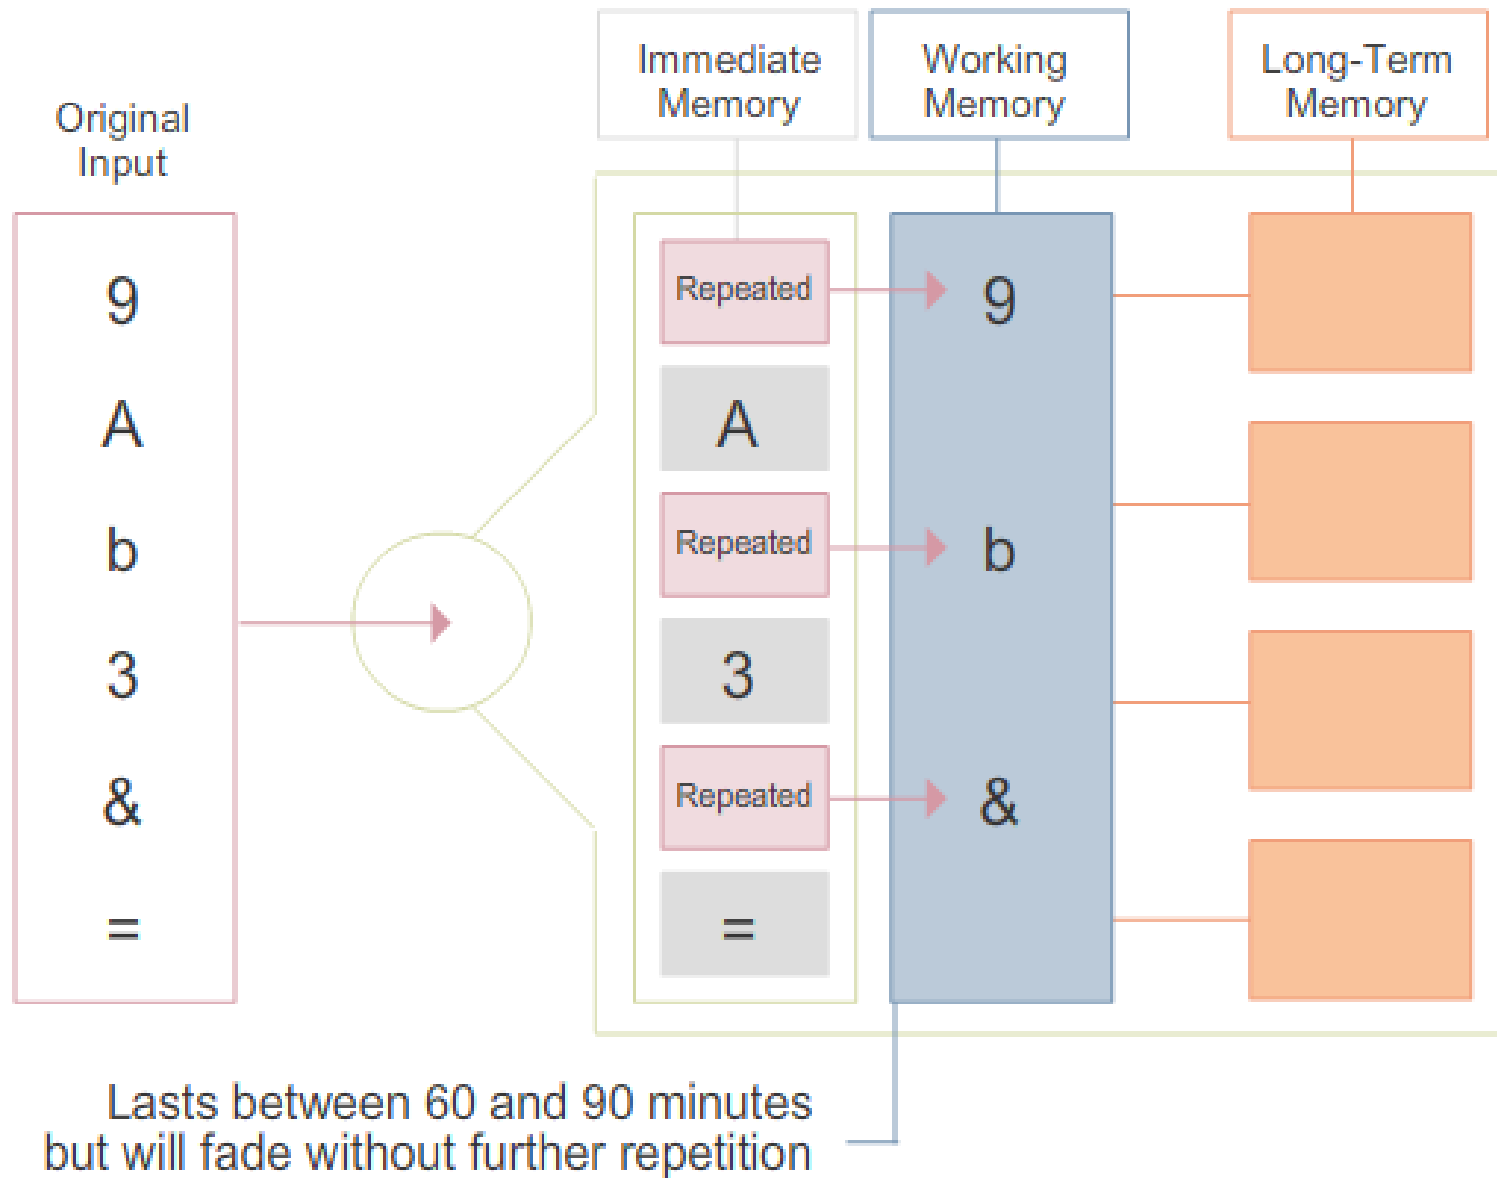 Original
Input
9
A
b
3
&
=
Immediate
Memory
Repeated
A
Repeated
3
Repeated
=
Working
Memory
9
b
&
Long-Term
Memory
Lasts between 60 and 90 minutes
but will fade without further repetition